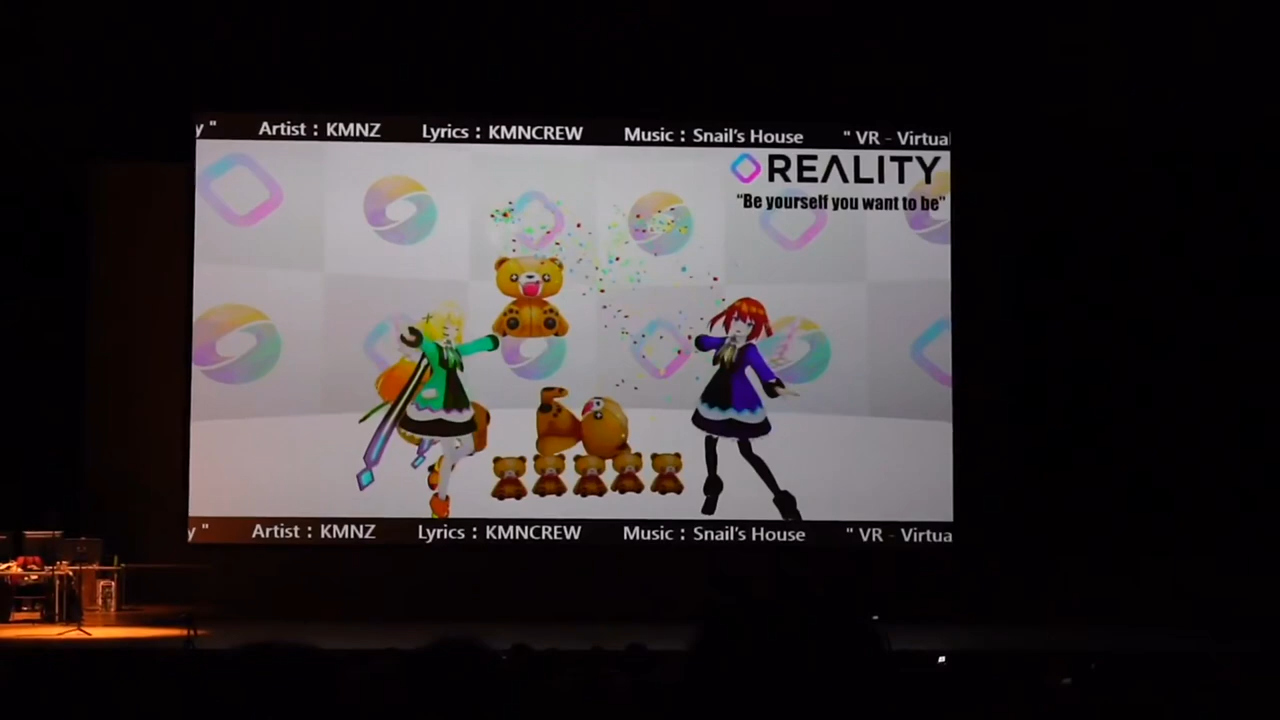 y " Artist : KMNZ Lyrics : KMNCREW Music : Snail's House " VR - Virtual
REALITY
"Be yourself you want to be"
y " Artist : KMNZ Lyrics : KMNCREW Music : Snail's House " VR - Virtua